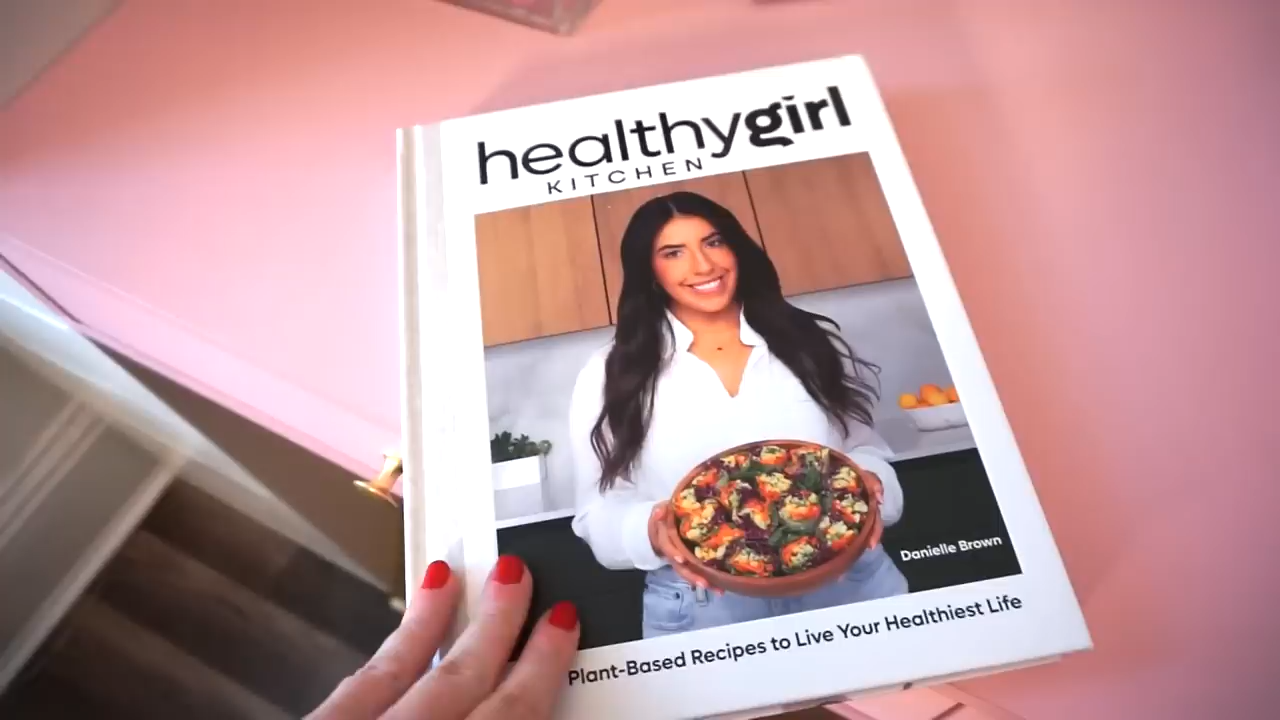 healthygirl
KITCHEN
Danielle Brown
Plant-Based Recipes to Live Your Healthiest Life